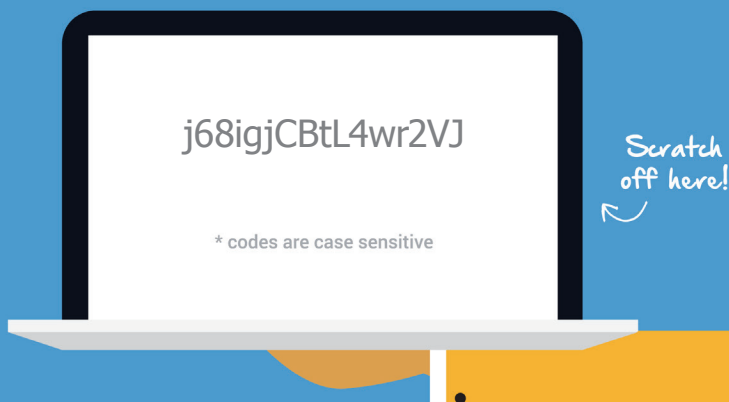 j68igjCBtL4wr2VJ
Scratch
off here!
* codes are case sensitive